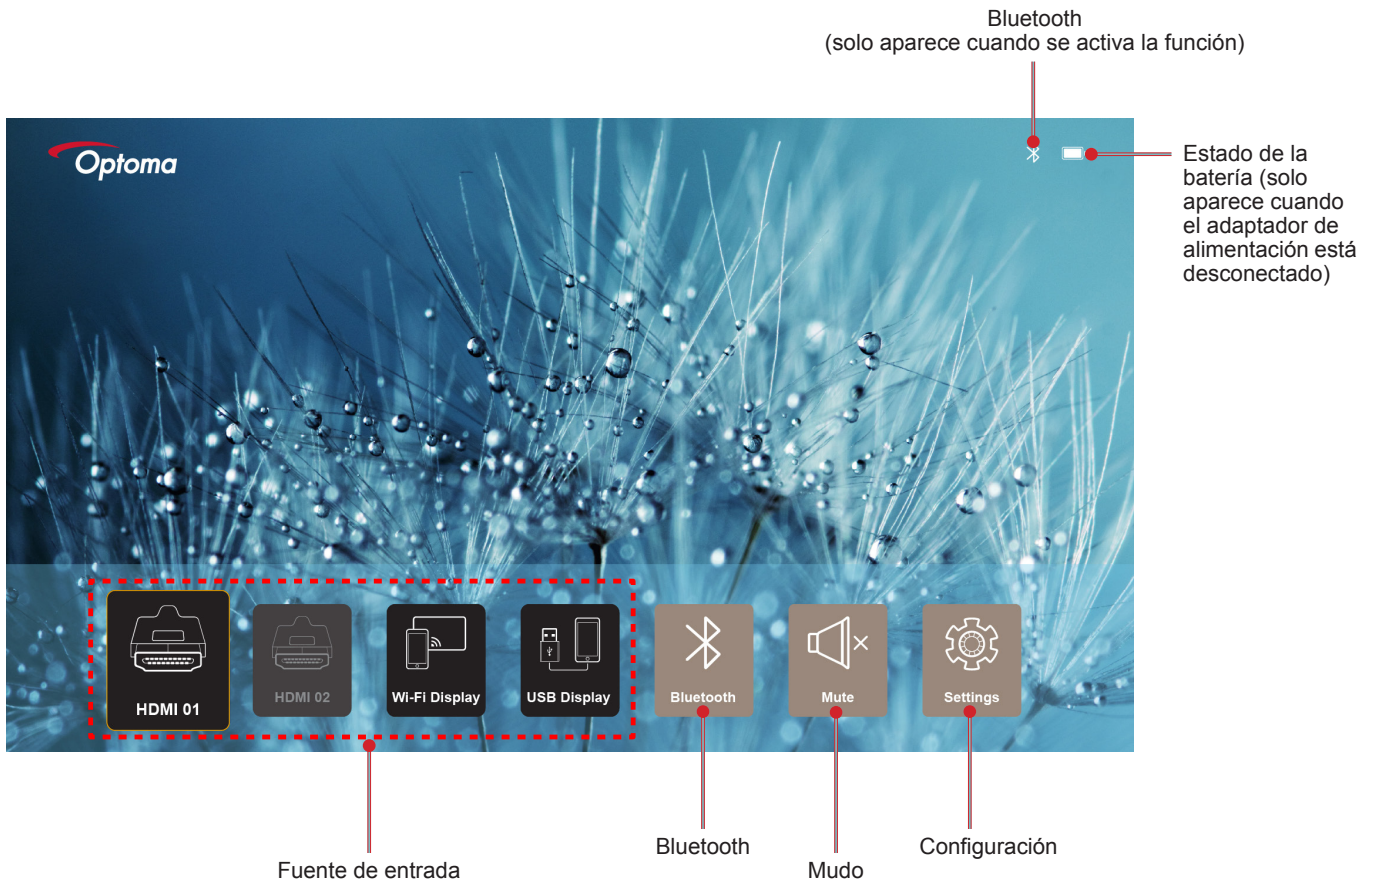 Bluetooth
(solo aparece cuando se activa la función)
Optoma
Estado de la
batería (solo
aparece cuando
el adaptador de
alimentación está
desconectado)
HDMI 01
HDMI 02
Wi-Fi Display
USB Display
Bluetooth
Mute
Settings
Bluetooth
Configuración
Fuente de entrada
Mudo